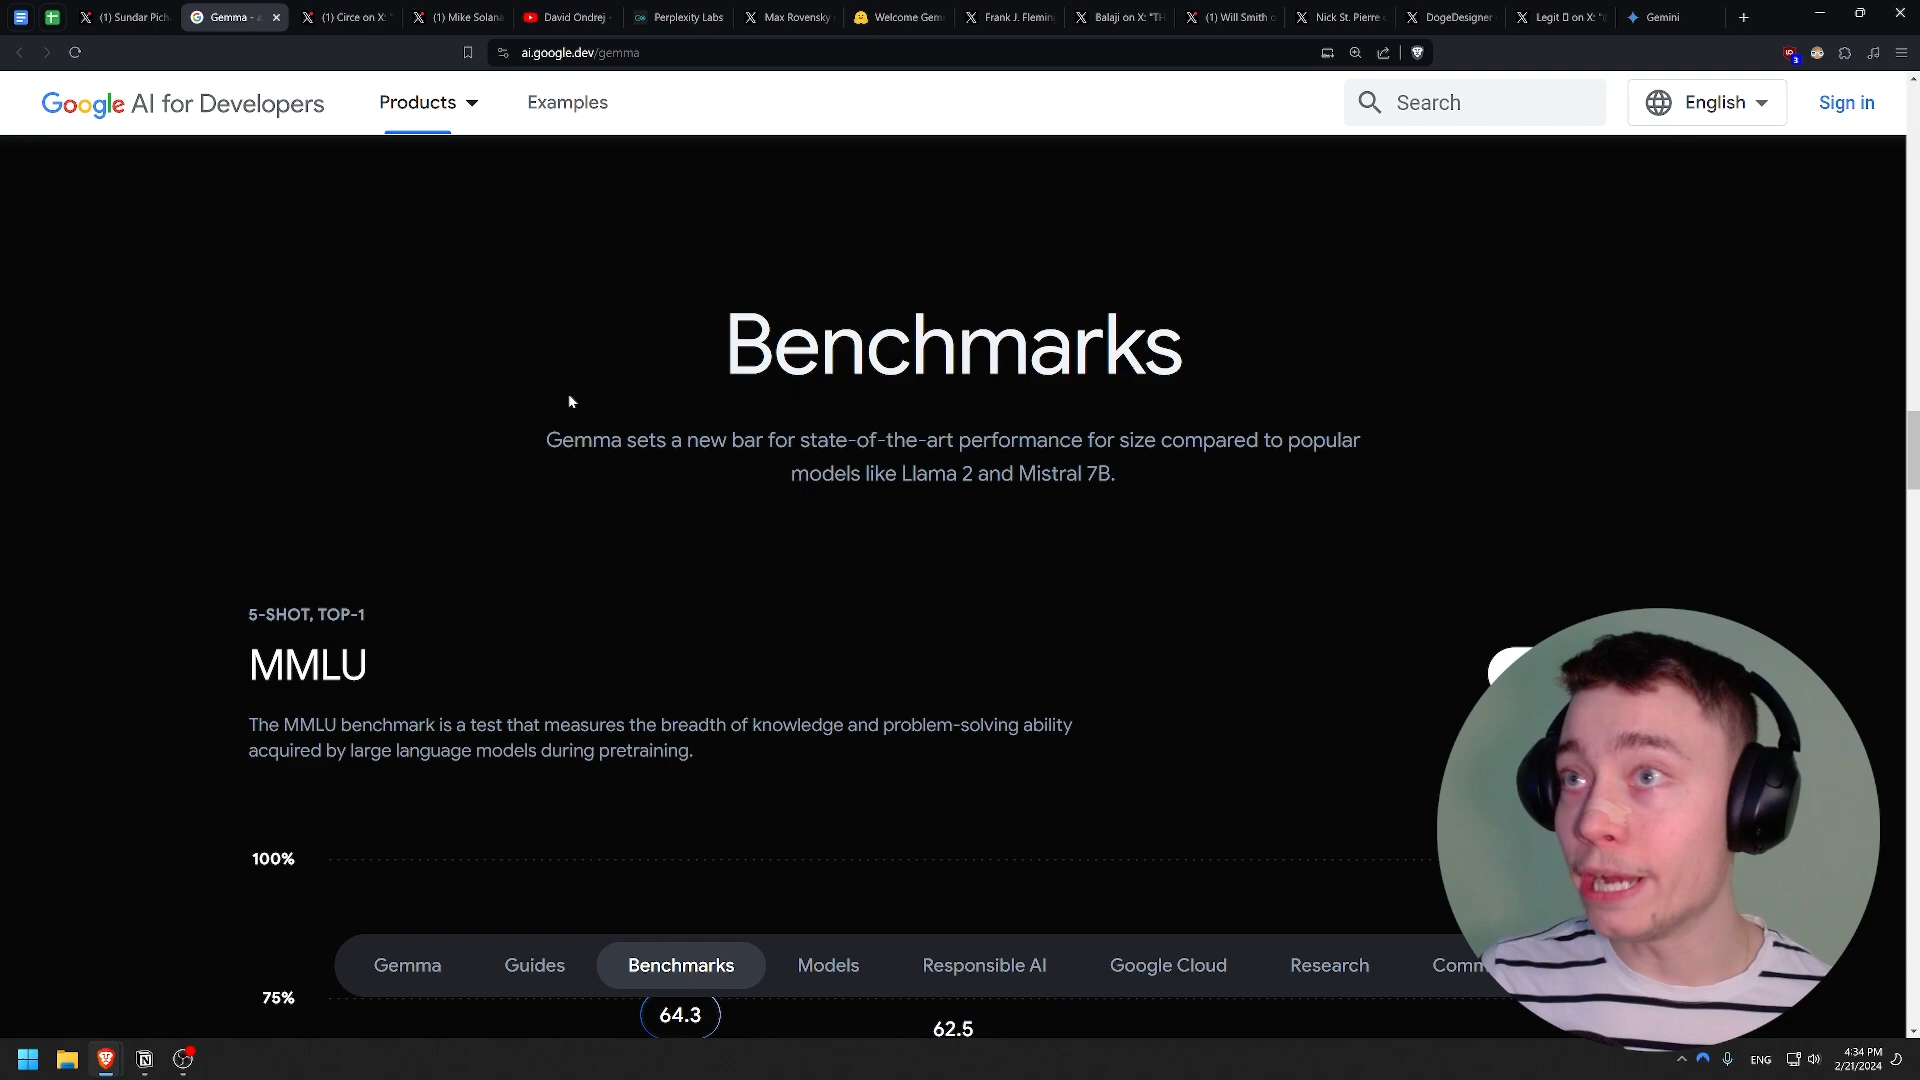 (1) Sundar Pich
Gemma - a
(1) Circe on X: "
(1) Mike Solana
David Ondrej -
Perplexity Labs
Max Rovensky
Welcome Gem
Frank J. Flemin
Balaji on X: "TH
(1) Will Smith o
Nick St. Pierre o
DogeDesigner
Legit on X: "
Gemini
ai.google.dev/gemma
3
Google AI for Developers
Products
Examples
Search
English
Sign in
Benchmarks
Gemma sets a new bar for state-of-the-art performance for size compared to popular
models like Llama 2 and Mistral 7B.
5-SHOT, TOP-1
MMLU
The MMLU benchmark is a test that measures the breadth of knowledge and problem-solving ability
acquired by large language models during pretraining.
100%
Gemma
Guides
Benchmarks
Models
Responsible AI
Google Cloud
Research
Comm
75%
64.3
62.5
ENG
4:34 PM
2/21/2024